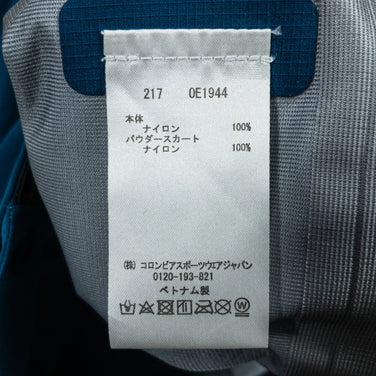 217 0E1944
本体
ナイロン 100%
パウダースカート
ナイロン 100%
(株) コロンビアスポーツウエアジャパン
0120-193-821
ベトナム製